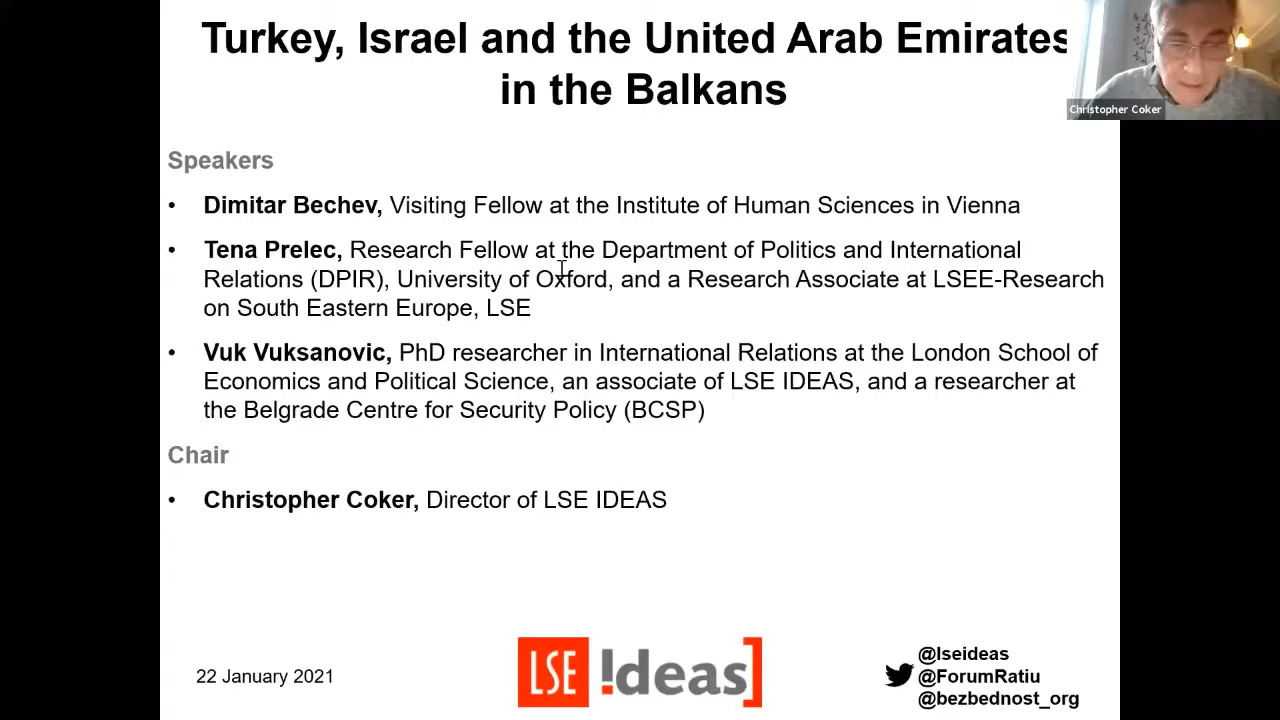 Turkey, Israel and the United Arab Emirates
in the Balkans
Christopher Coker
Speakers
• Dimitar Bechev, Visiting Fellow at the Institute of Human Sciences in Vienna
• Tena Prelec, Research Fellow at the Department of Politics and International
Relations (DPIR), University of Oxford, and a Research Associate at LSEE-Research
on South Eastern Europe, LSE
• Vuk Vuksanovic, PhD researcher in International Relations at the London School of
Economics and Political Science, an associate of LSE IDEAS, and a researcher at
the Belgrade Centre for Security Policy (BCSP)
Chair
• Christopher Coker, Director of LSE IDEAS
22 January 2021
LSE !deas]
@lseideas
@ForumRatiu
@bezbednost_org